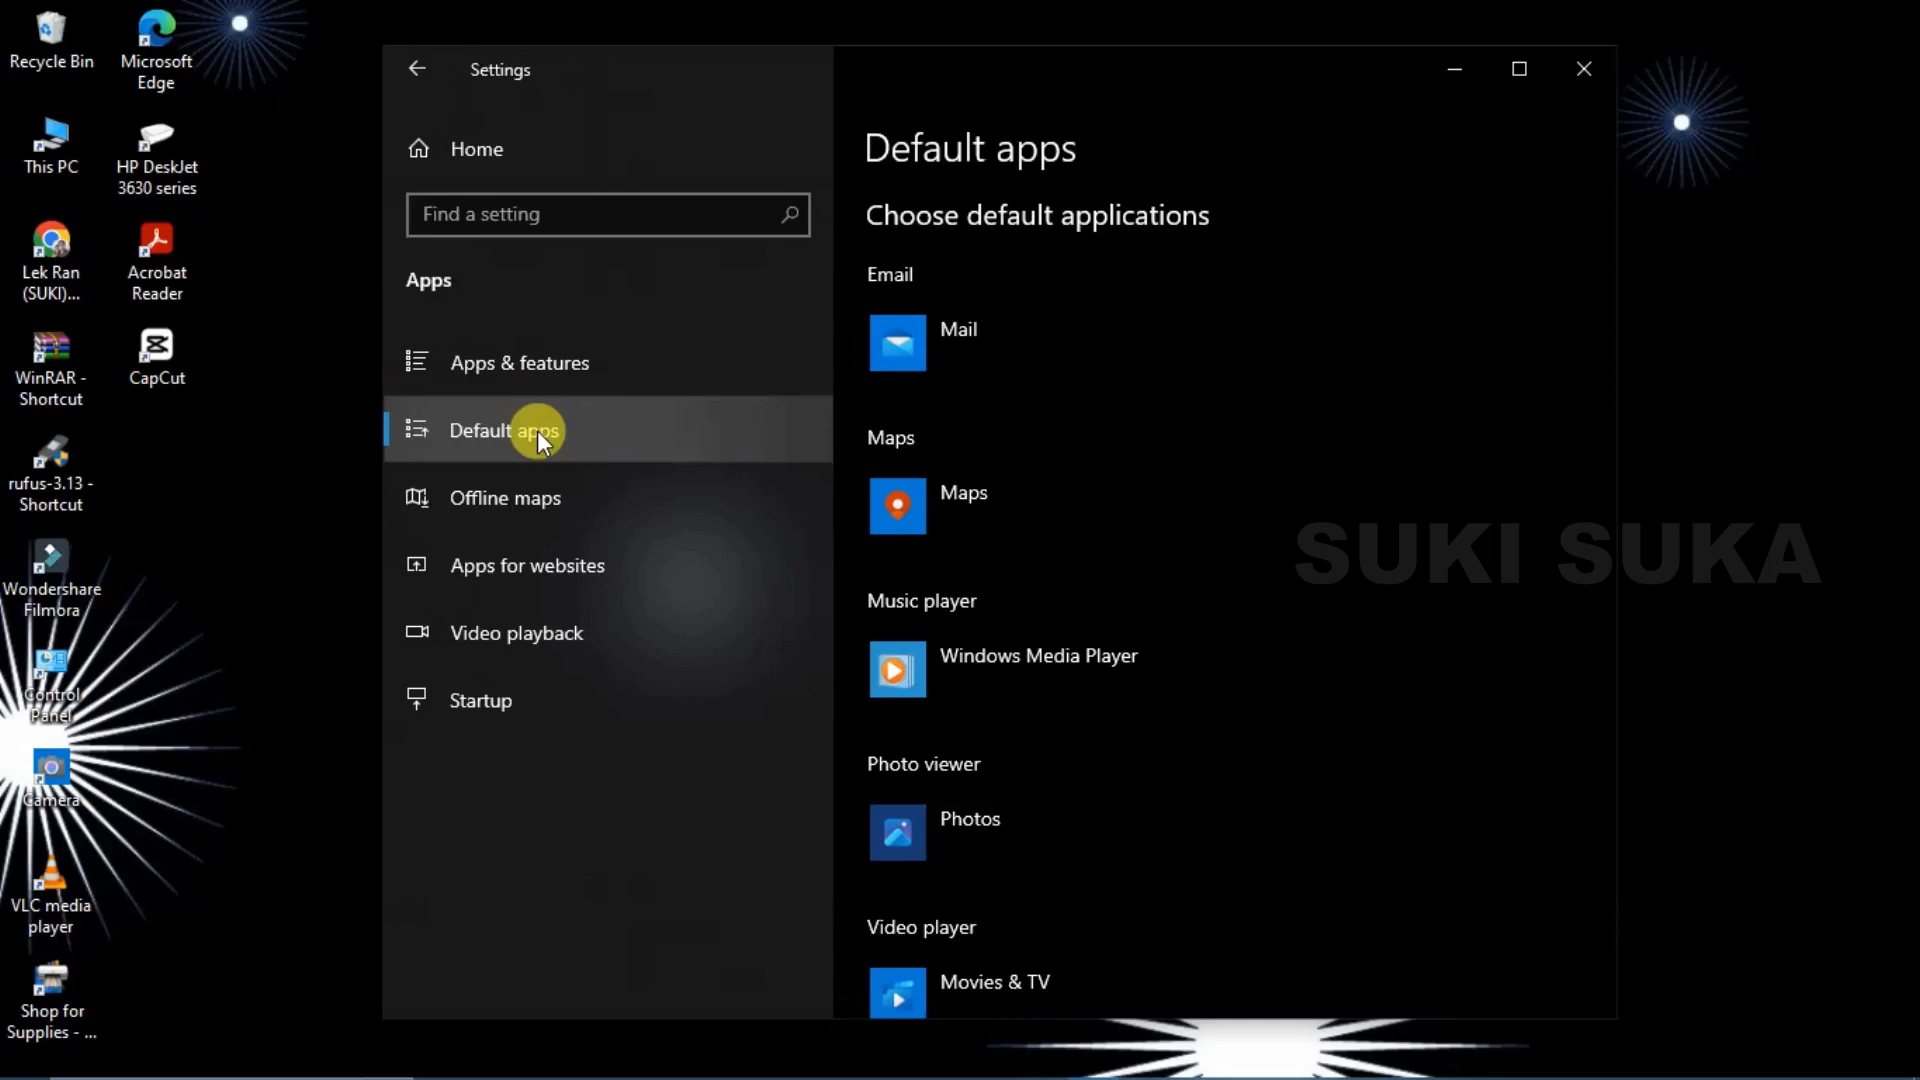 Recycle Bin
Microsoft
Edge
This PC
HP DeskJet
3630 series
Lek Ran
(SUKI)...
Acrobat
Reader
WinRAR -
Shortcut
CapCut
rufus-3.13 -
Shortcut
Wondershare
Filmora
Control
Panel
Camera
VLC media
player
Shop for
Supplies - ...
Settings
Home
Find a setting
Apps
Apps & features
Default apps
Offline maps
Apps for websites
Video playback
Startup
Default apps
Choose default applications
Email
Mail
Maps
Maps
Music player
Windows Media Player
Photo viewer
Photos
Video player
Movies & TV
SUKI SUKA